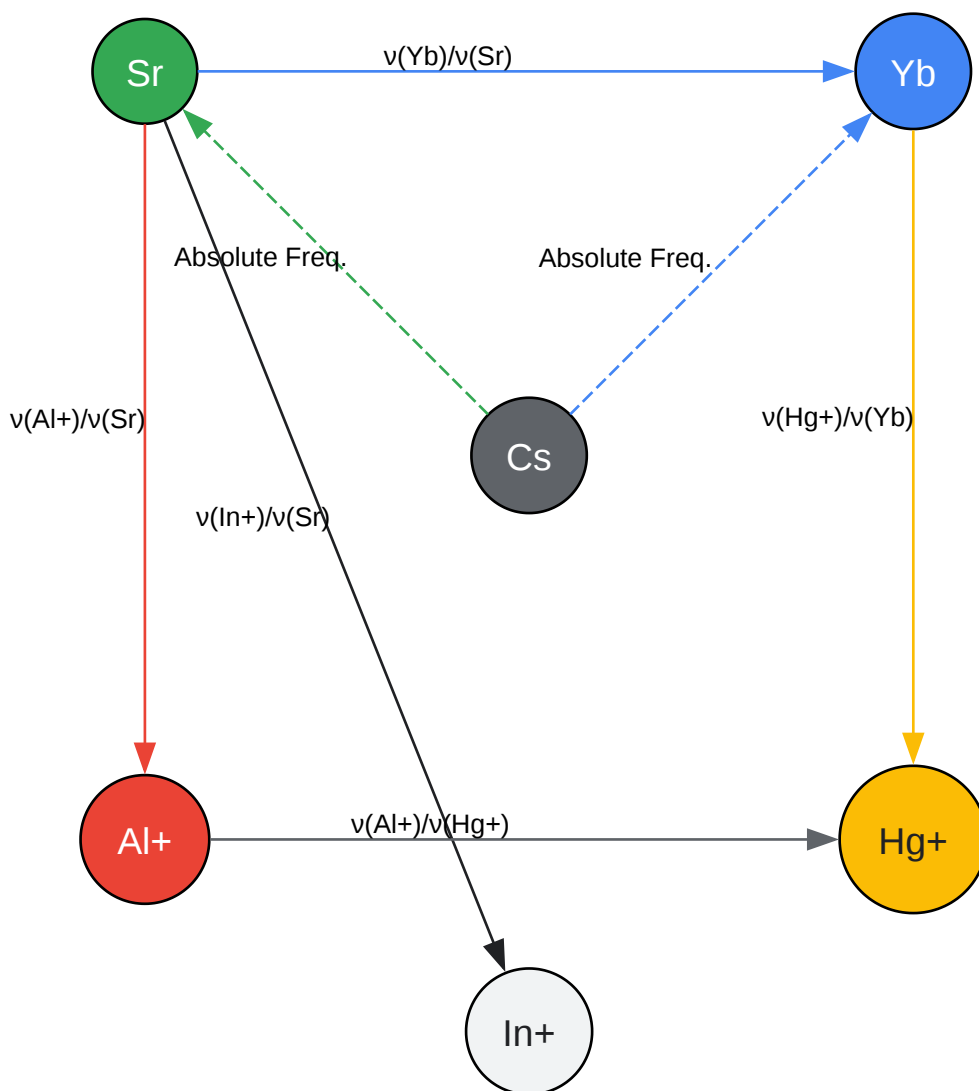 ν(Yb)/ν(Sr)
Sr
Yb
Absolute Freq.
Absolute Freq.
ν(Al+)/ν(Sr)
ν(Hg+)/ν(Yb)
Cs
ν(In+)/ν(Sr)
ν(Al+)/ν(Hg+)
Al+
Hg+
In+